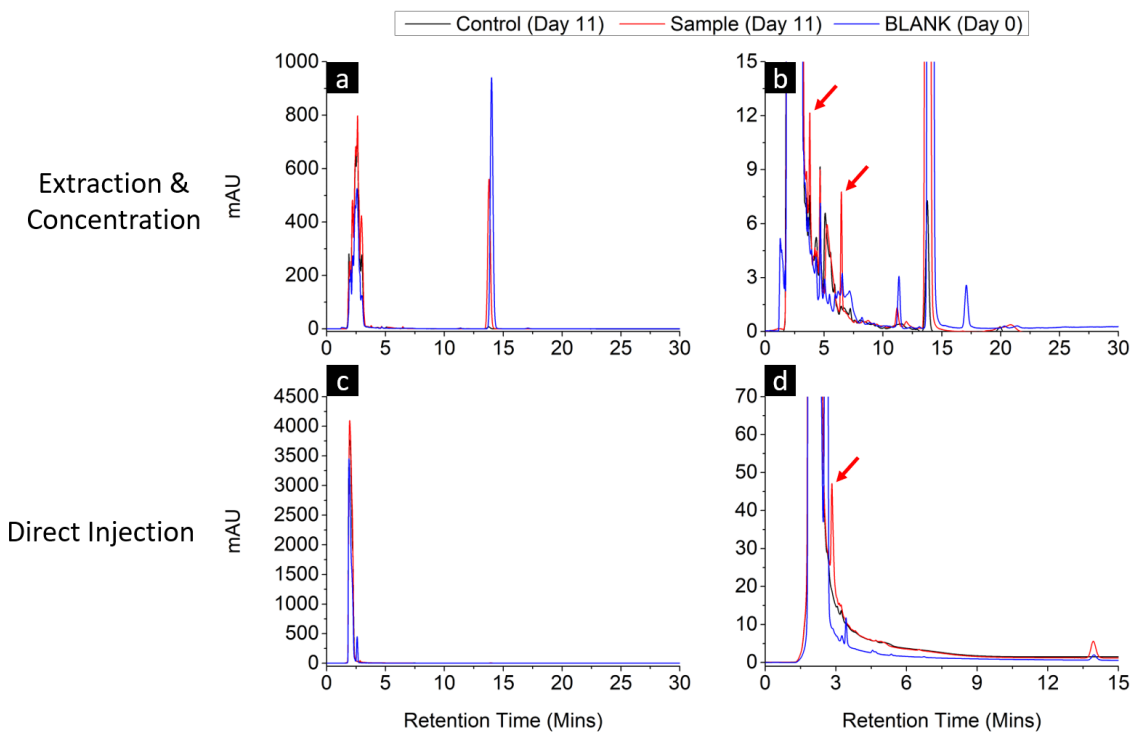 Control (Day 11) Sample (Day 11) BLANK (Day 0)
Extraction &
Concentration
a
mAU
1000
800
600
400
200
0
0 5 10 15 20 25 30
b
15
12
9
6
3
0
0 5 10 15 20 25 30
Direct Injection
c
mAU
4500
4000
3500
3000
2500
2000
1500
1000
500
0
0 5 10 15 20 25 30
Retention Time (Mins)
d
70
60
50
40
30
20
10
0
0 3 6 9 12 15
Retention Time (Mins)